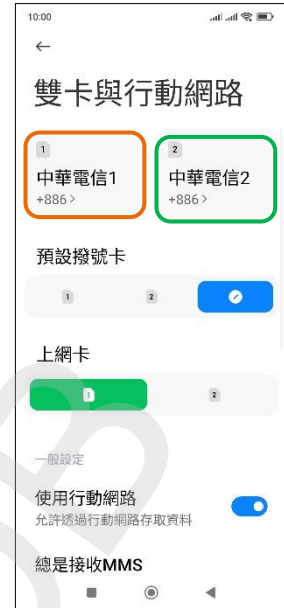 10:00
雙卡與行動網路
1
2
中華電信1
中華電信2
+886 >
+886 >
預設撥號卡
1
2
上網卡
1
2
一般設定
使用行動網路
允許透過行動網路存取資料
總是接收MMS